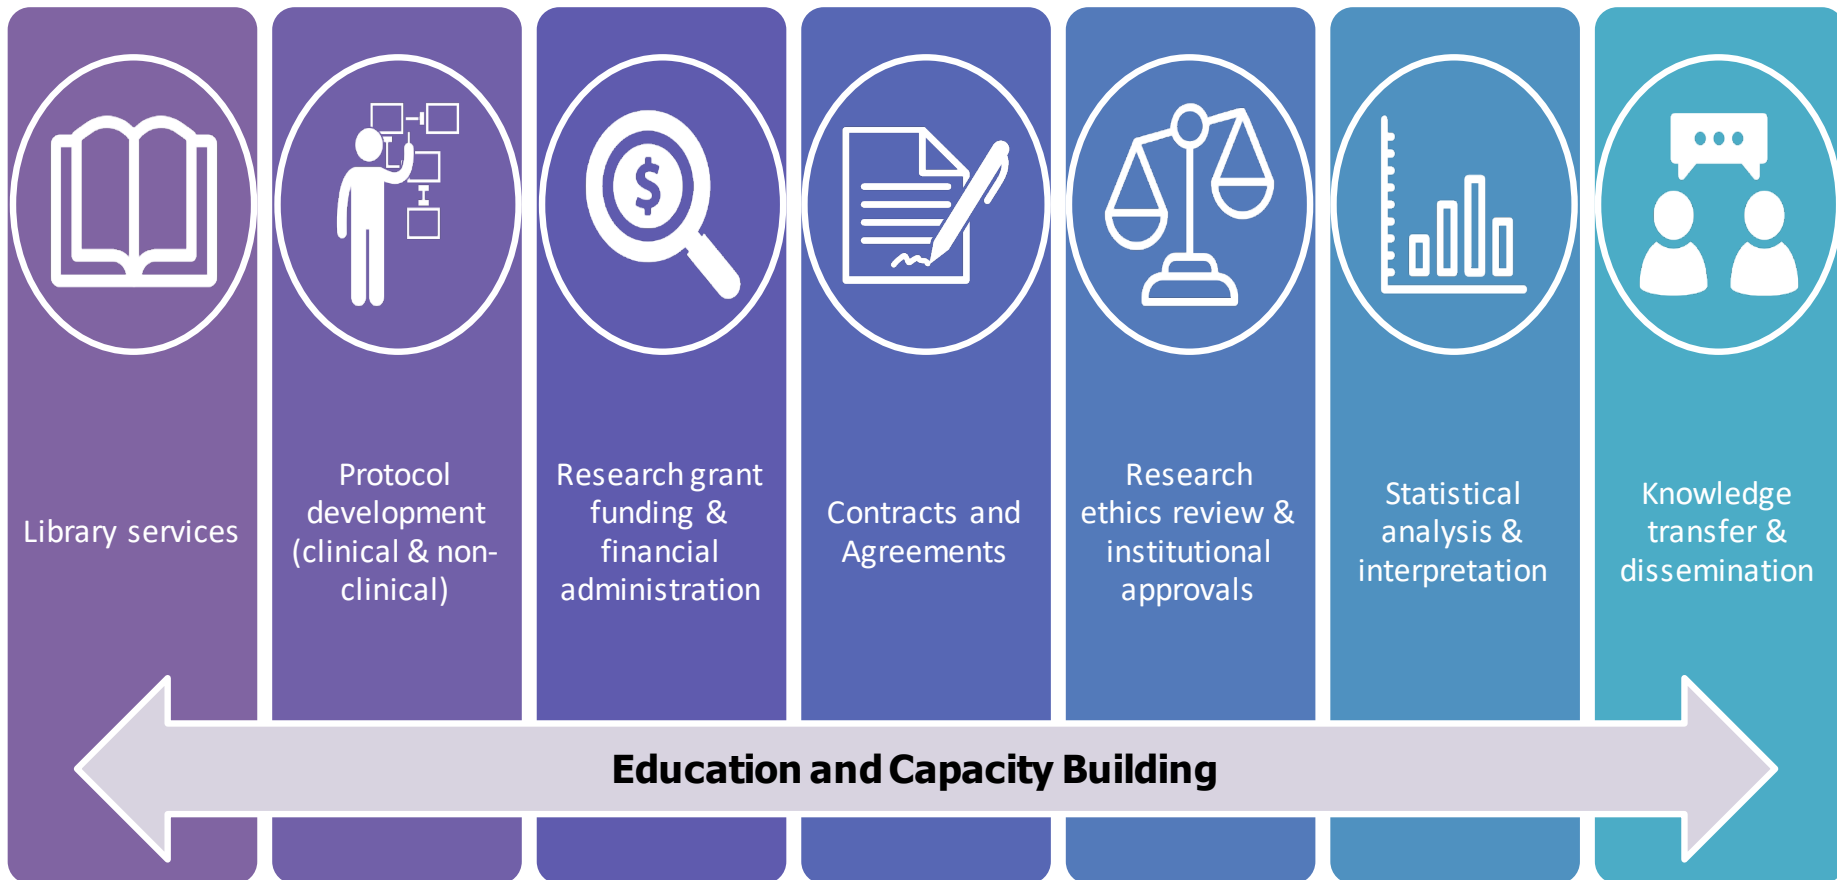 Library services
Protocol
development
(clinical & non-
clinical)
Research grant
funding &
financial
administration
Contracts and
Agreements
Research
ethics review &
institutional
approvals
Statistical
analysis &
interpretation
Knowledge
transfer &
dissemination
$
Education and Capacity Building